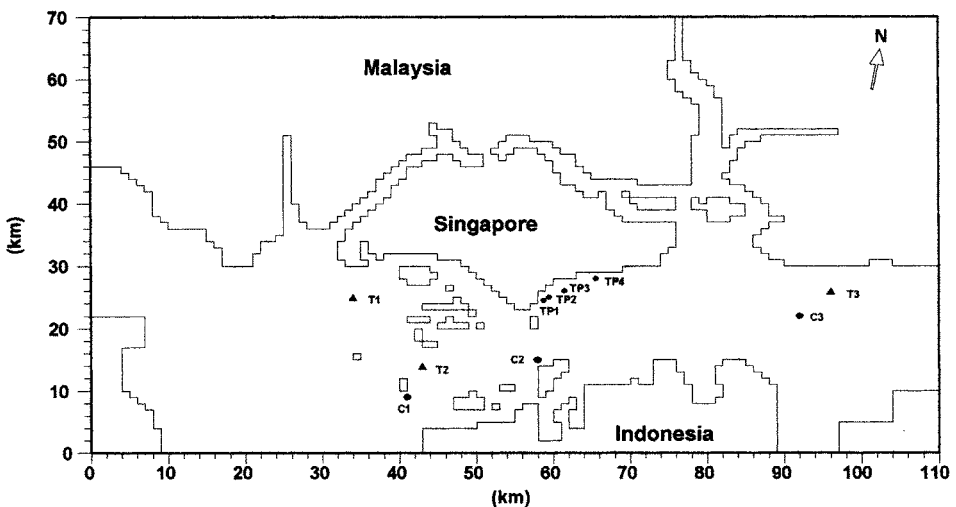 70
60
50
40
30
20
10
0
(km)
Malaysia
N
Singapore
TP4
TP3
TP2
TP1
T1
T3
C3
C2
T2
C1
Indonesia
0 10 20 30 40 50 60 70 80 90 100 110
(km)